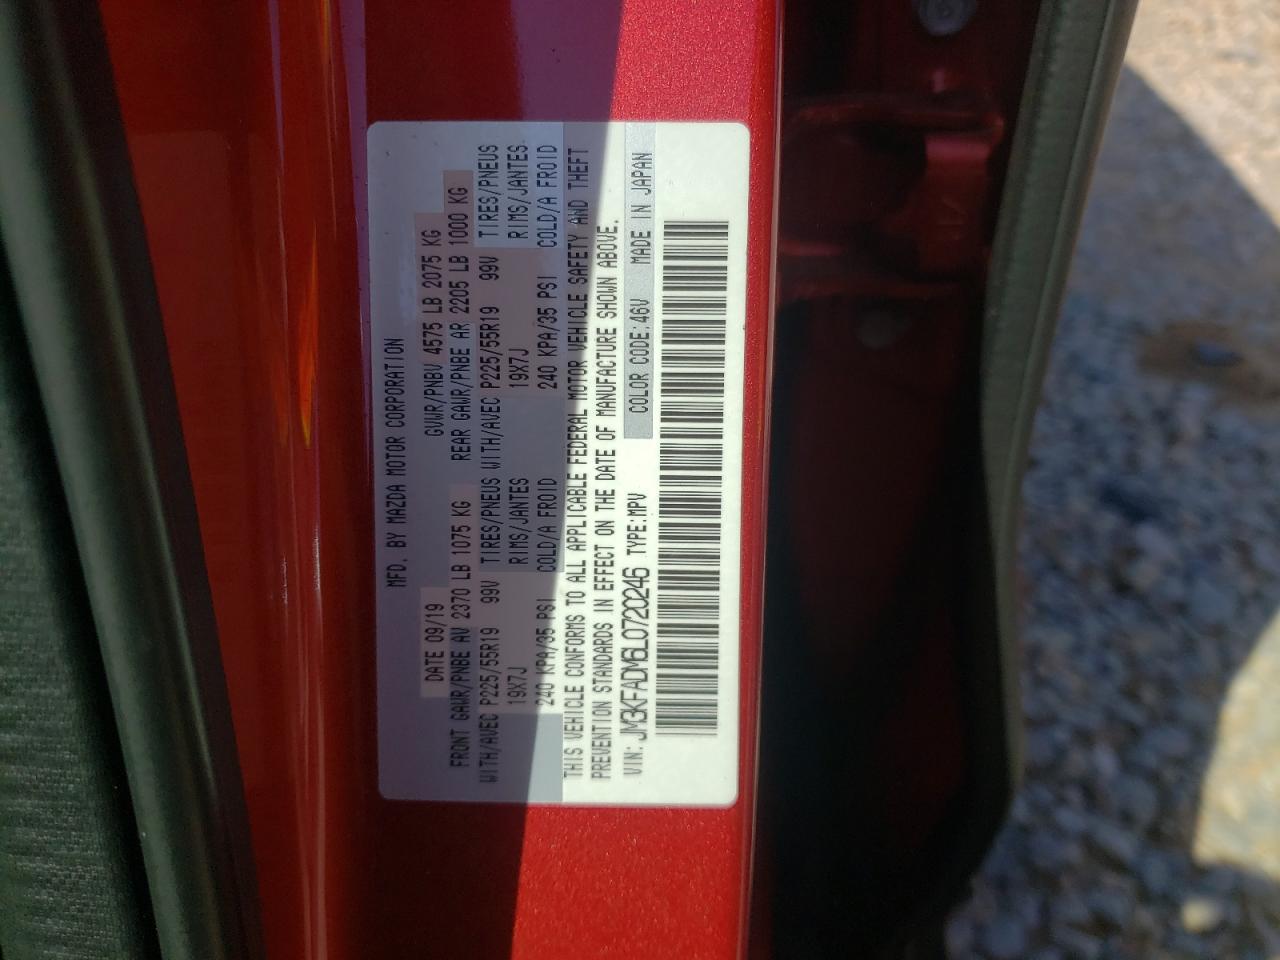 MFD. BY MAZDA MOTOR CORPORATION
DATE 09/19 GVWR/PNBV 4575 LB 2075 KG
FRONT GAWR/PNBE AV 2370 LB 1075 KG REAR GAWR/PNBE AR 2205 LB 1000 KG
WITH/AVEC P225/55R19 99V TIRES/PNEUS WITH/AVEC P225/55R19 99V TIRES/PNEUS
19X7J RIMS/JANTES 19X7J RIMS/JANTES
240 KPA/35 PSI COLD/A FROID 240 KPA/35 PSI COLD/A FROID
THIS VEHICLE CONFORMS TO ALL APPLICABLE FEDERAL MOTOR VEHICLE SAFETY AND THEFT
PREVENTION STANDARDS IN EFFECT ON THE DATE OF MANUFACTURE SHOWN ABOVE.
VIN: JM3KFADM6L0720246 TYPE:MPV COLOR CODE:46V MADE IN JAPAN